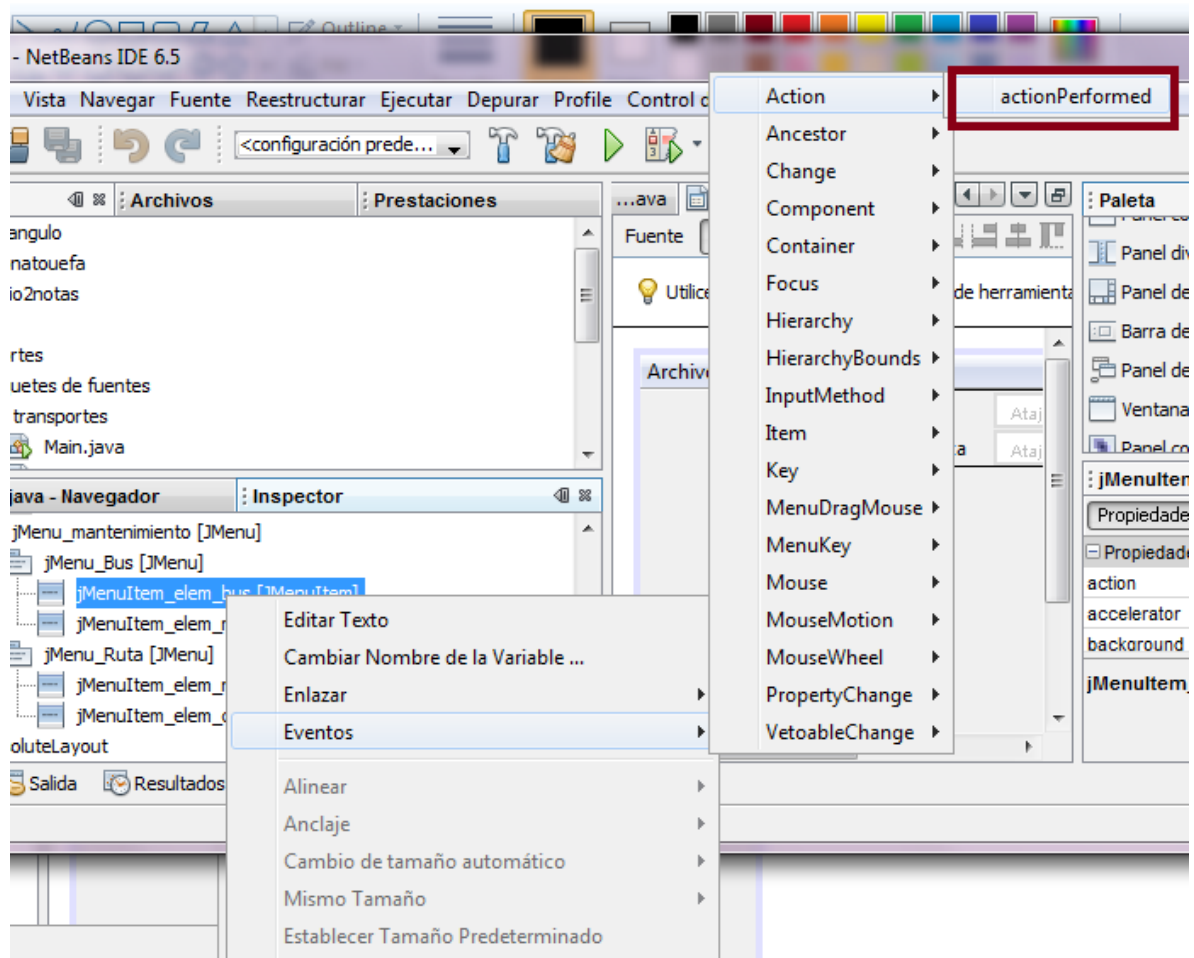 Outline
- NetBeans IDE 6.5
Vista Navegar Fuente Reestructurar Ejecutar Depurar Profile Control
<configuración prede...
Archivos
Prestaciones
angulo
natouefa
io2notas
rtes
uetes de fuentes
transportes
Main.java
java - Navegador
Inspector
jMenu_mantenimiento [JMenu]
jMenu_Bus [JMenu]
jMenuItem_elem_bus [JMenuItem]
jMenuItem_elem_
jMenu_Ruta [JMenu]
jMenuItem_elem_
jMenuItem_elem_
oluteLayout
Salida
Resultados
Editar Texto
Cambiar Nombre de la Variable ...
Enlazar
Eventos
Alinear
Anclaje
Cambio de tamaño automático
Mismo Tamaño
Establecer Tamaño Predeterminado
...ava
Fuente
Utilice
de herramienta
Archivo
Ataj
a
Ataj
Action
Ancestor
Change
Component
Container
Focus
Hierarchy
HierarchyBounds
InputMethod
Item
Key
MenuDragMouse
MenuKey
Mouse
MouseMotion
MouseWheel
PropertyChange
VetoableChange
actionPerformed
Paleta
Panel div
Panel de
Barra de
Panel de
Ventana
Panel co
jMenuItem
Propiedade
Propiedade
action
accelerator
background
jMenuItem_